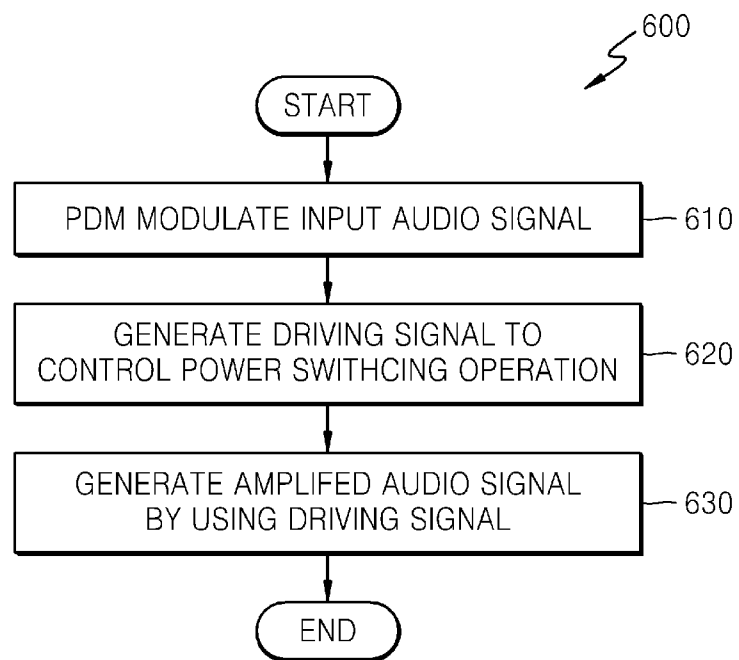 600
START
PDM MODULATE INPUT AUDIO SIGNAL
610
GENERATE DRIVING SIGNAL TO
CONTROL POWER SWITHCING OPERATION
620
GENERATE AMPLIFED AUDIO SIGNAL
BY USING DRIVING SIGNAL
630
END